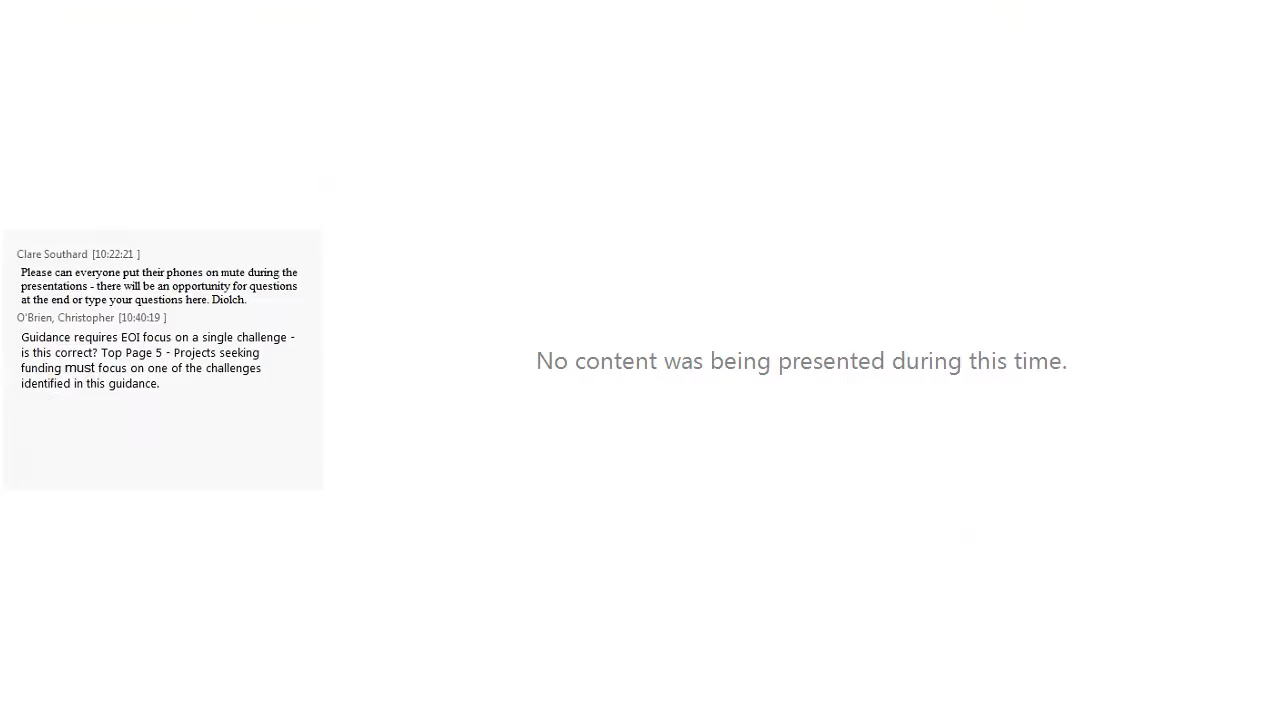 Clare Southard [10:22:21 ]
Please can everyone put their phones on mute during the
presentations - there will be an opportunity for questions
at the end or type your questions here. Diolch.
O'Brien, Christopher [10:40:19 ]
Guidance requires EOI focus on a single challenge -
is this correct? Top Page 5 - Projects seeking
funding must focus on one of the challenges
identified in this guidance.
No content was being presented during this time.